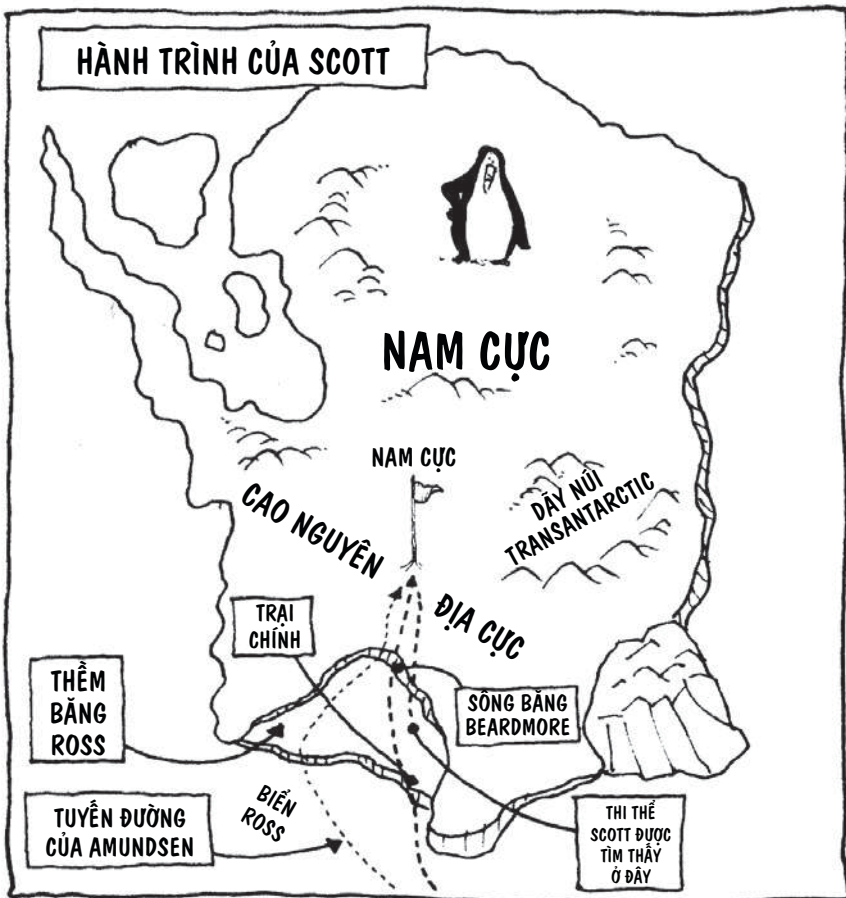 HÀNH TRÌNH CỦA SCOTT
NAM CỰC
NAM CỰC
CAO NGUYÊN
ĐỊA CỰC
DÃY NÚI
TRANSANTARCTIC
TRẠI
CHÍNH
THỀM
BĂNG
ROSS
SÔNG BĂNG
BEARDMORE
TUYẾN ĐƯỜNG
CỦA AMUNDSEN
BIỂN
ROSS
THI THỂ
SCOTT ĐƯỢC
TÌM THẤY
Ở ĐÂY